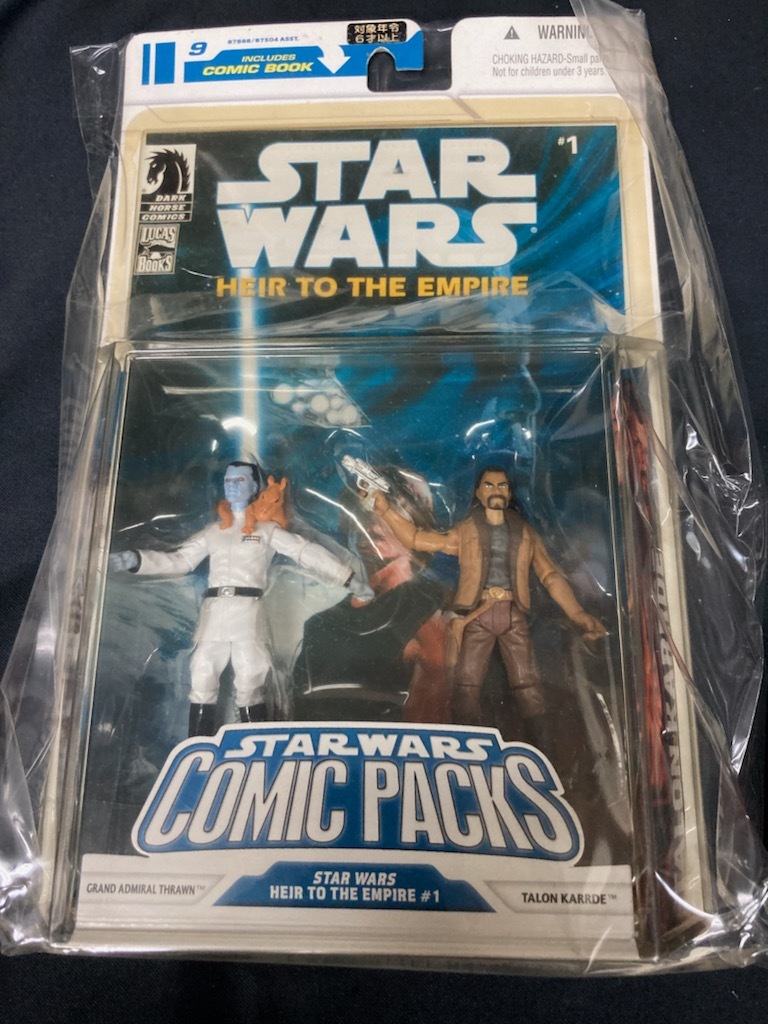 9
87888/87504 ASST.
INCLUDES
COMIC BOOK
対象年令
6才以上
WARNIN
CHOKING HAZARD-Small pa
Not for children under 3 years
#1
DARK
HORSE
COMICS
LUCAS
BOOKS
STAR
WARS
HEIR TO THE EMPIRE
STAR WARS
COMIC PACKS
GRAND ADMIRAL THRAWN™
STAR WARS
HEIR TO THE EMPIRE #1
TALON KARRDE™